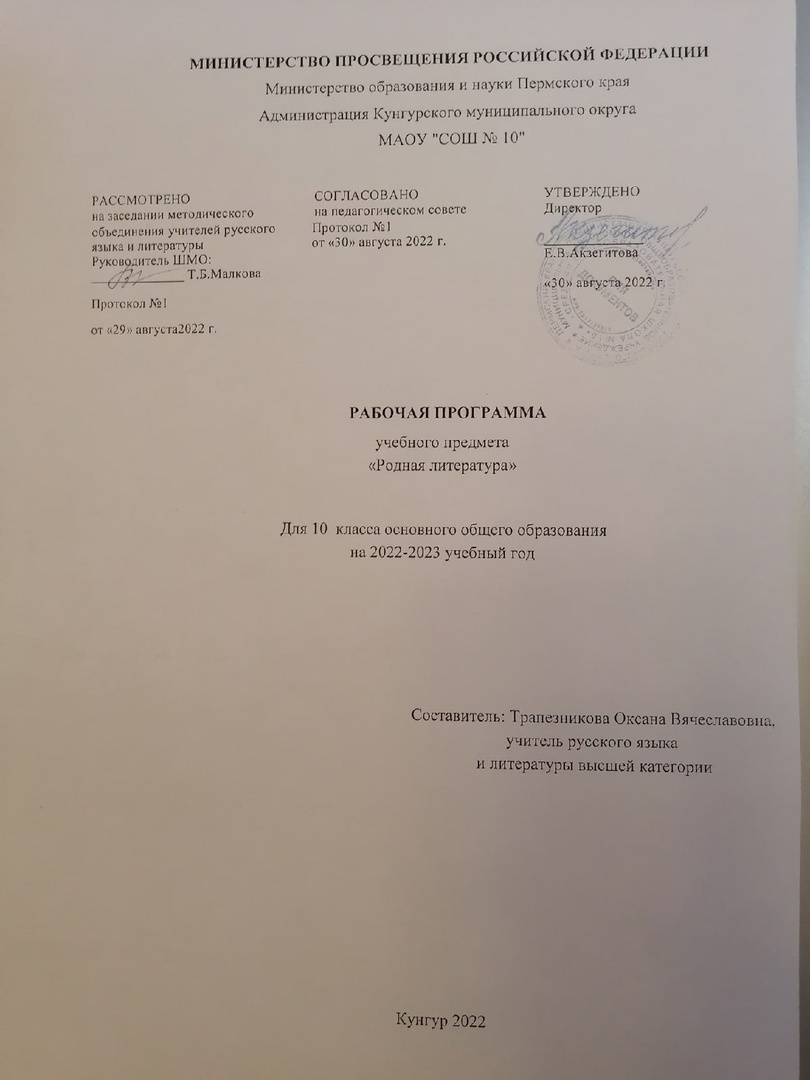 МИНИСТЕРСТВО ПРОСВЕЩЕНИЯ РОССИЙСКОЙ ФЕДЕРАЦИИ
Министерство образования и науки Пермского края
Администрация Кунгурского муниципального округа
МАОУ "СОШ № 10"
РАССМОТРЕНО
на заседании методического
объединения учителей русского
языка и литературы
Руководитель ШМО:
Т.Б.Малкова
Протокол №1
от «29» августа2022 г.
СОГЛАСОВАНО
на педагогическом совете
Протокол №1
от «30» августа 2022 г.
УТВЕРЖДЕНО
Директор
Е.В.Акзегитова
«30» августа 2022 г.
РАБОЧАЯ ПРОГРАММА
учебного предмета
«Родная литература»
Для 10 класса основного общего образования
на 2022-2023 учебный год
Составитель: Трапезникова Оксана Вячеславовна,
учитель русского языка
и литературы высшей категории
Кунгур 2022